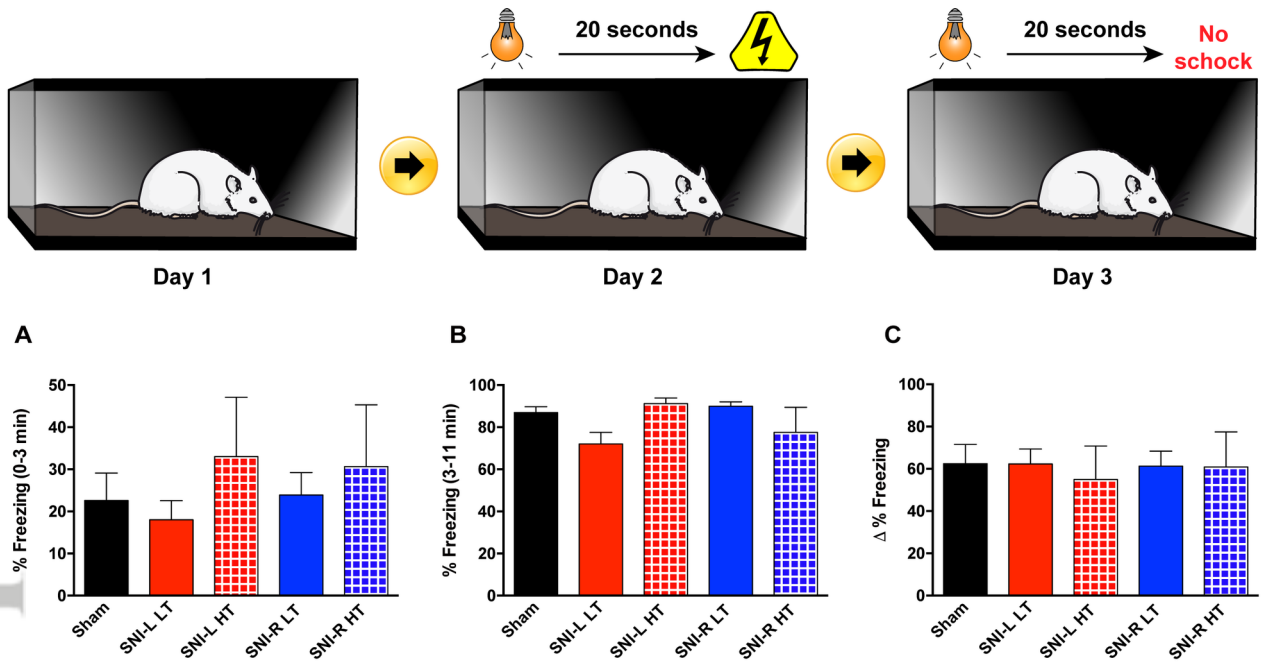 20 seconds
20 seconds
No
schock
Day 1
Day 2
Day 3
A
B
C
% Freezing (0-3 min)
50
40
30
20
10
0
Sham
SNI-L LT
SNI-L HT
SNI-R LT
SNI-R HT
% Freezing (3-11 min)
100
80
60
40
20
0
Sham
SNI-L LT
SNI-L HT
SNI-R LT
SNI-R HT
Δ % Freezing
100
80
60
40
20
0
Sham
SNI-L LT
SNI-L HT
SNI-R LT
SNI-R HT